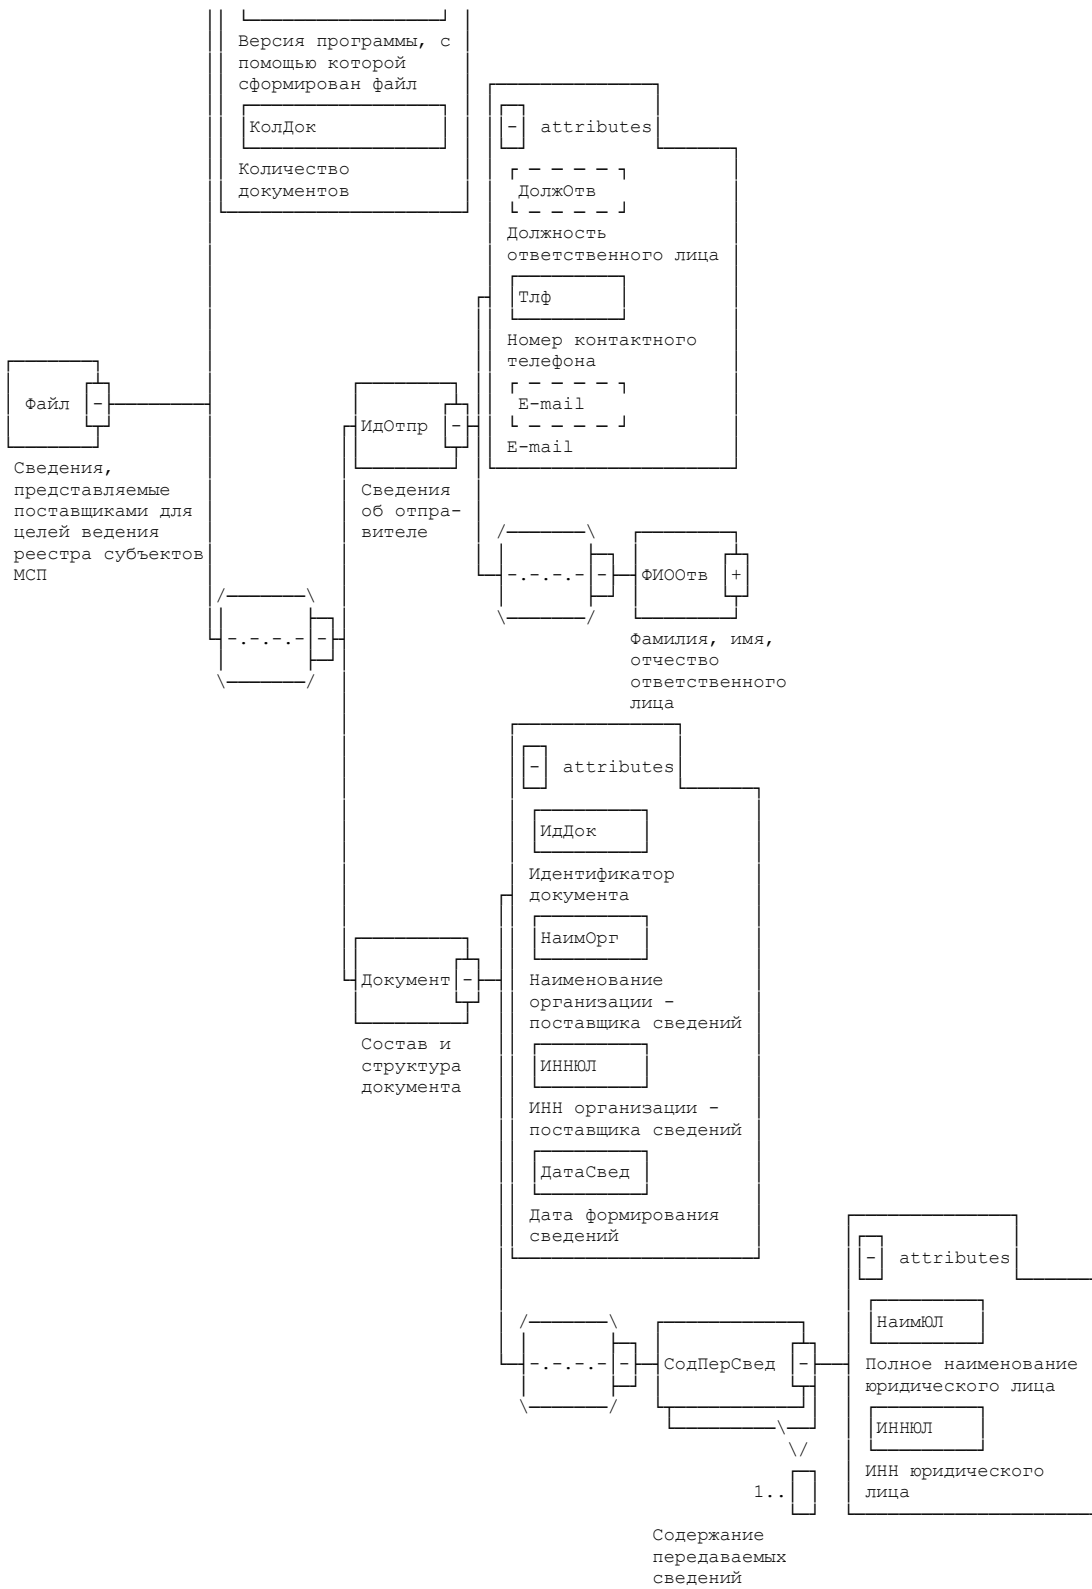 Версия программы, с
помощью которой
сформирован файл
КолДок
Количество
документов
- attributes
ДолжОтв
Должность
ответственного лица
Тлф
Номер контактного
телефона
E-mail
E-mail
Файл -
Сведения,
представляемые
поставщиками для
целей ведения
реестра субъектов
МСП
ИдОтпр -
Сведения
об отпра-
вителе
-.-.-.- -
ФИООтв +
Фамилия, имя,
отчество
ответственного
лица
-.-.-.- -
- attributes
ИдДок
Идентификатор
документа
НаимОрг
Наименование
организации -
поставщика сведений
ИННЮЛ
ИНН организации -
поставщика сведений
ДатаСвед
Дата формирования
сведений
Документ -
Состав и
структура
документа
-.-.-.- -
СодПерСвед -
1..
Содержание
передаваемых
сведений
- attributes
НаимЮЛ
Полное наименование
юридического лица
ИННЮЛ
ИНН юридического
лица